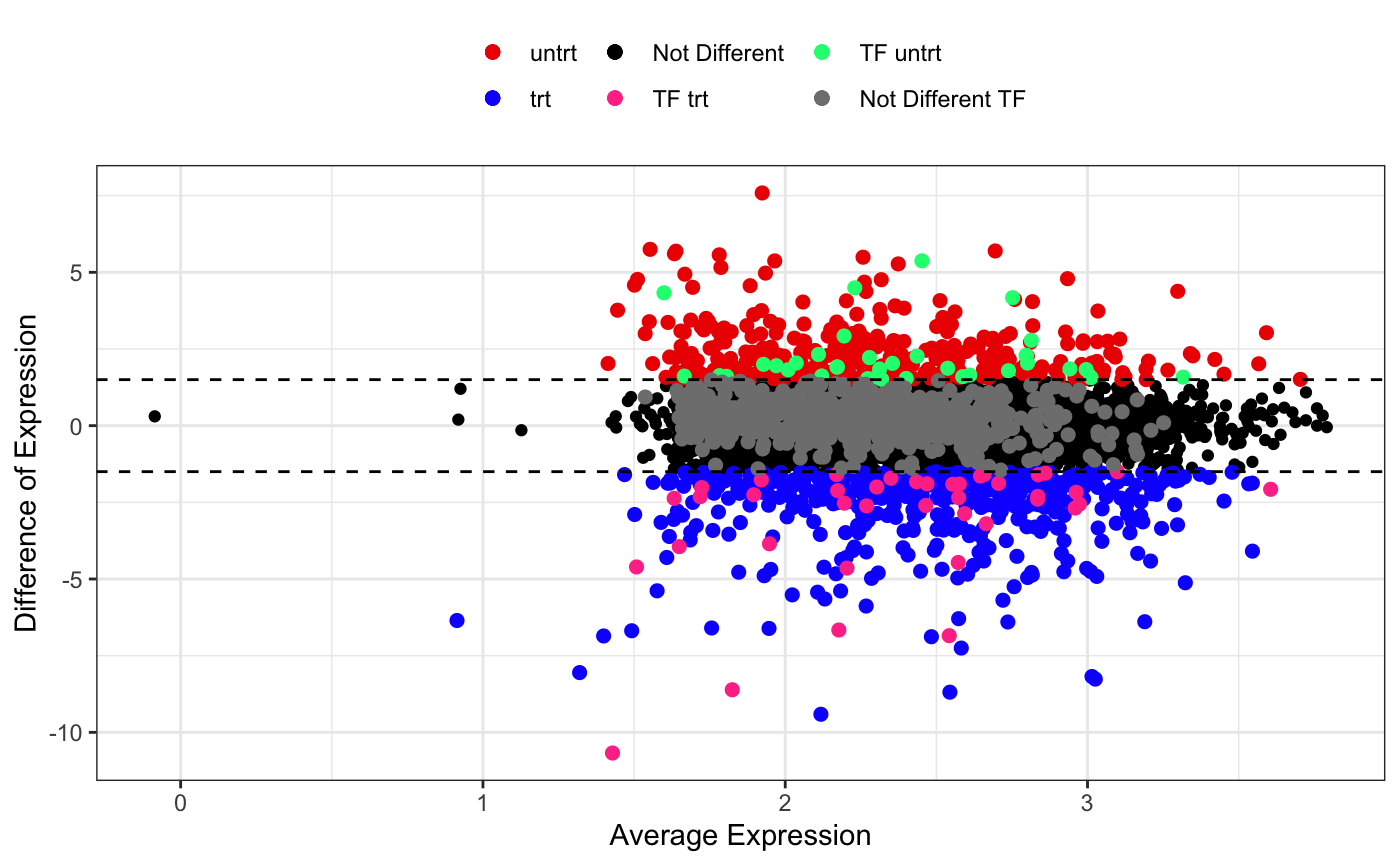 untrt Not Different TF untrt
trt TF trt Not Different TF
5
0
-5
-10
Difference of Expression
0 1 2 3
Average Expression